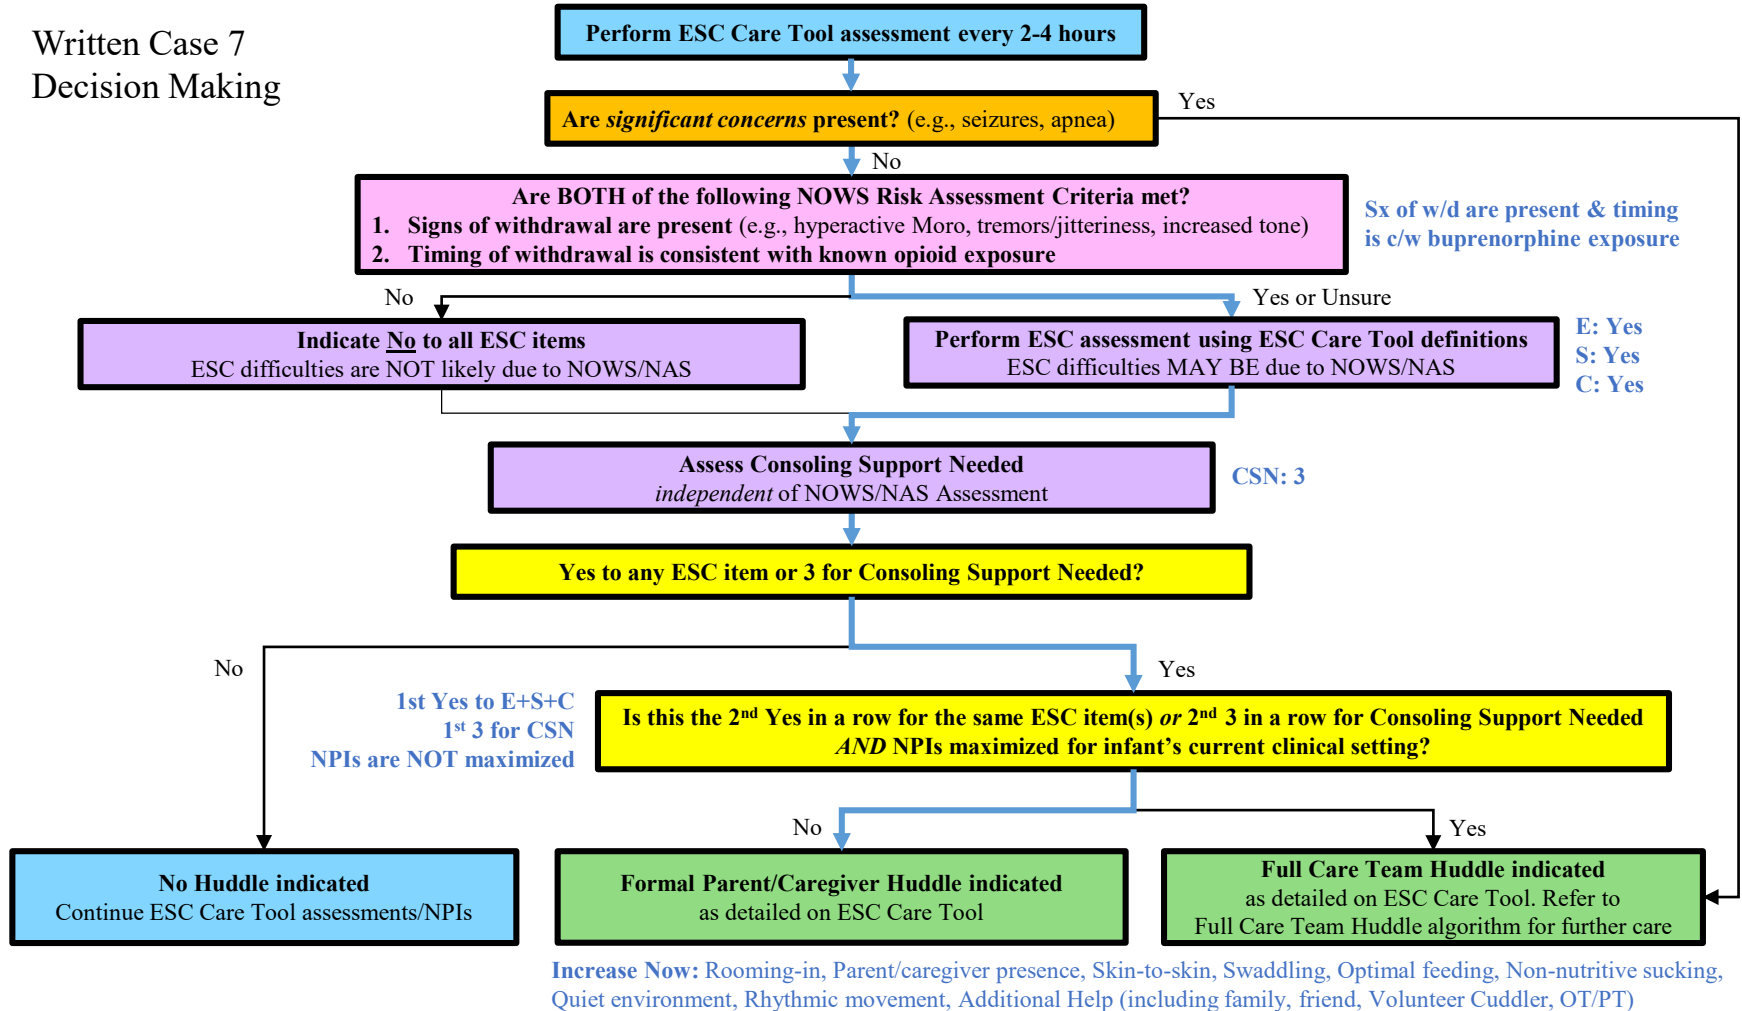 Written Case 7
Decision Making
Perform ESC Care Tool assessment every 2-4 hours
Are significant concerns present? (e.g., seizures, apnea)
Yes
No
Are BOTH of the following NOWS Risk Assessment Criteria met?
1. Signs of withdrawal are present (e.g., hyperactive Moro, tremors/jitteriness, increased tone)
2. Timing of withdrawal is consistent with known opioid exposure
Sx of w/d are present & timing
is c/w buprenorphine exposure
No
Yes or Unsure
Indicate No to all ESC items
ESC difficulties are NOT likely due to NOWS/NAS
Perform ESC assessment using ESC Care Tool definitions
ESC difficulties MAY BE due to NOWS/NAS
E: Yes
S: Yes
C: Yes
Assess Consoling Support Needed
independent of NOWS/NAS Assessment
CSN: 3
Yes to any ESC item or 3 for Consoling Support Needed?
No
Yes
1st Yes to E+S+C
1st 3 for CSN
NPIs are NOT maximized
Is this the 2nd Yes in a row for the same ESC item(s) or 2nd 3 in a row for Consoling Support Needed
AND NPIs maximized for infant's current clinical setting?
No
Yes
No Huddle indicated
Continue ESC Care Tool assessments/NPIs
Formal Parent/Caregiver Huddle indicated
as detailed on ESC Care Tool
Full Care Team Huddle indicated
as detailed on ESC Care Tool. Refer to
Full Care Team Huddle algorithm for further care
Increase Now: Rooming-in, Parent/caregiver presence, Skin-to-skin, Swaddling, Optimal feeding, Non-nutritive sucking,
Quiet environment, Rhythmic movement, Additional Help (including family, friend, Volunteer Cuddler, OT/PT)